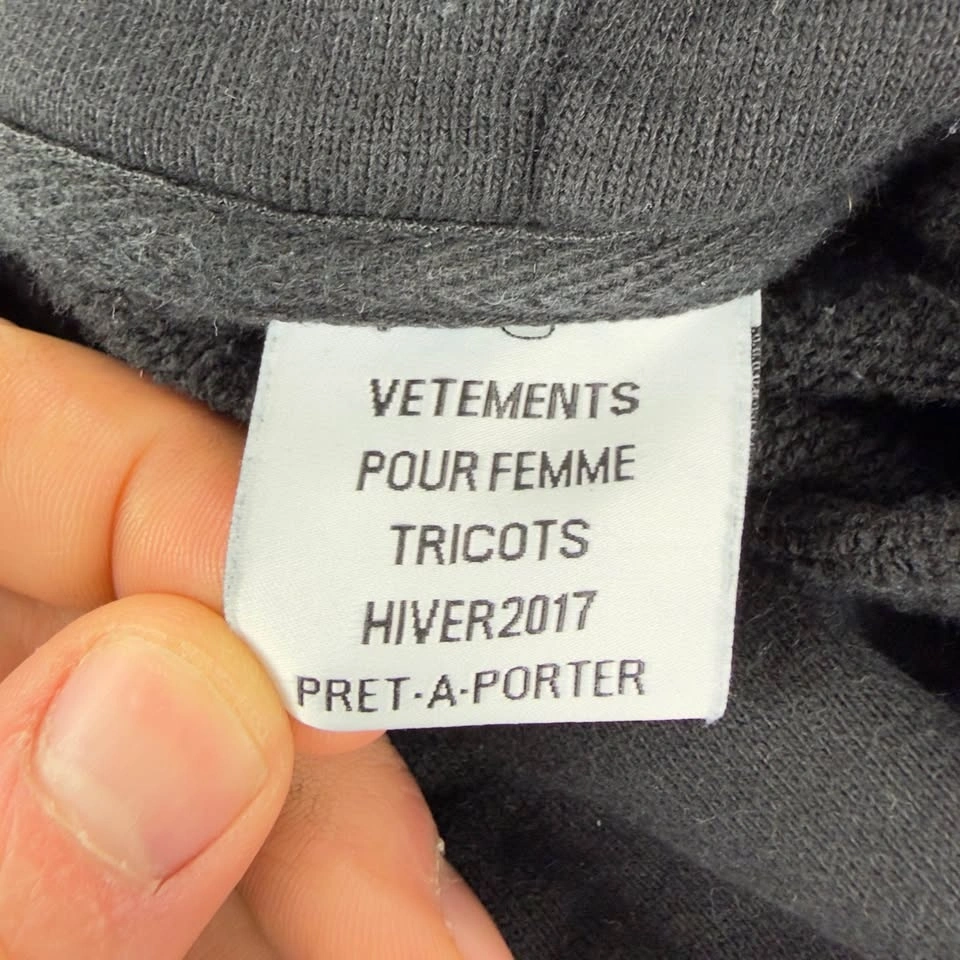 VETEMENTS
POUR FEMME
TRICOTS
HIVER2017
PRET-A-PORTER